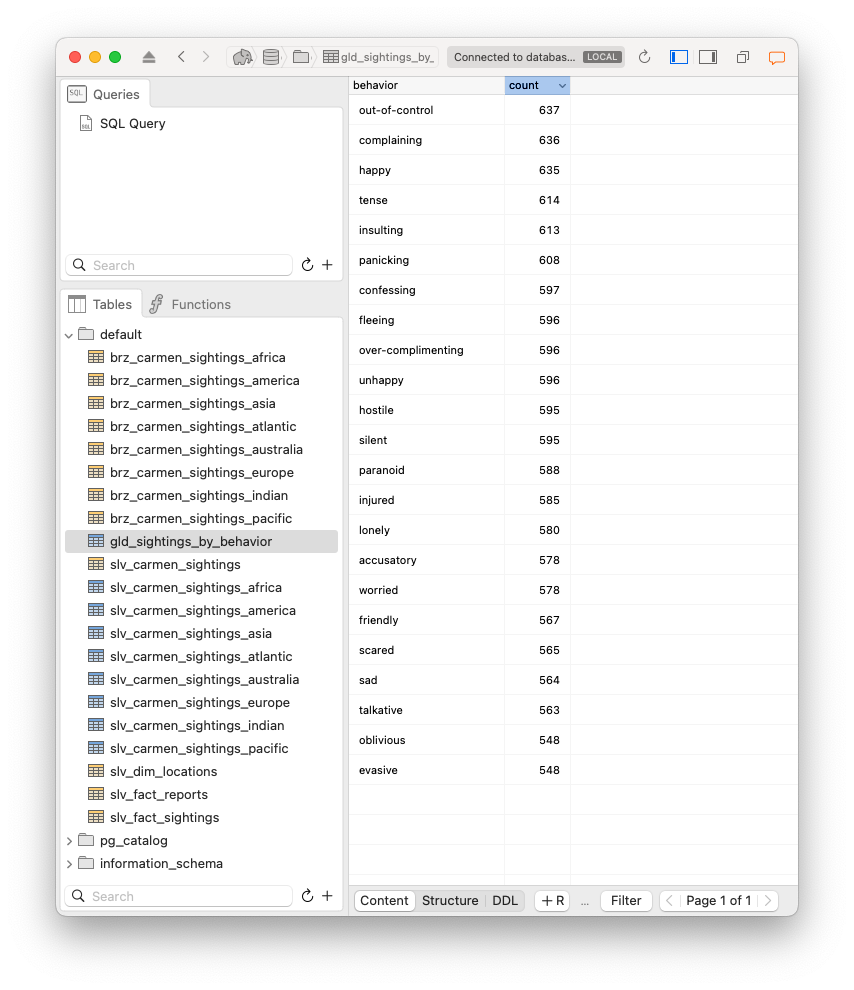 gld_sightings_by_
Connected to databas... LOCAL
SQL Queries
SQL SQL Query
Search
Tables Functions
default
brz_carmen_sightings_africa
brz_carmen_sightings_america
brz_carmen_sightings_asia
brz_carmen_sightings_atlantic
brz_carmen_sightings_australia
brz_carmen_sightings_europe
brz_carmen_sightings_indian
brz_carmen_sightings_pacific
gld_sightings_by_behavior
slv_carmen_sightings
slv_carmen_sightings_africa
slv_carmen_sightings_america
slv_carmen_sightings_asia
slv_carmen_sightings_atlantic
slv_carmen_sightings_australia
slv_carmen_sightings_europe
slv_carmen_sightings_indian
slv_carmen_sightings_pacific
slv_dim_locations
slv_fact_reports
slv_fact_sightings
pg_catalog
information_schema
Search
behavior count
out-of-control 637
complaining 636
happy 635
tense 614
insulting 613
panicking 608
confessing 597
fleeing 596
over-complimenting 596
unhappy 596
hostile 595
silent 595
paranoid 588
injured 585
lonely 580
accusatory 578
worried 578
friendly 567
scared 565
sad 564
talkative 563
oblivious 548
evasive 548
Content Structure DDL + R ... Filter Page 1 of 1